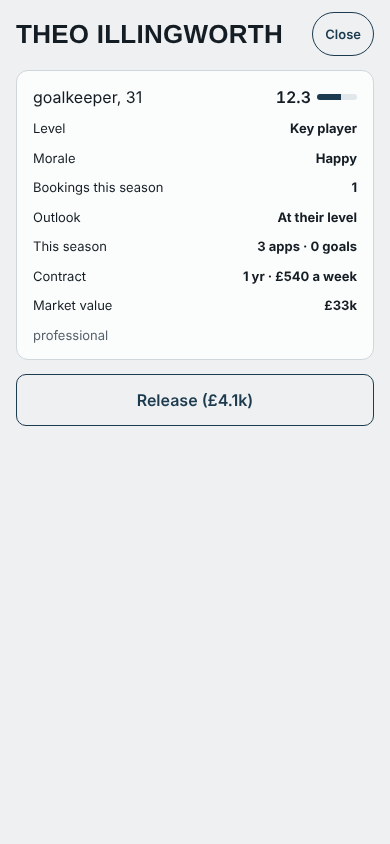 THEO ILLINGWORTH
Close
goalkeeper, 31
12.3
Level
Key player
Morale
Happy
Bookings this season
1
Outlook
At their level
This season
3 apps · 0 goals
Contract
1 yr · £540 a week
Market value
£33k
professional
Release (£4.1k)